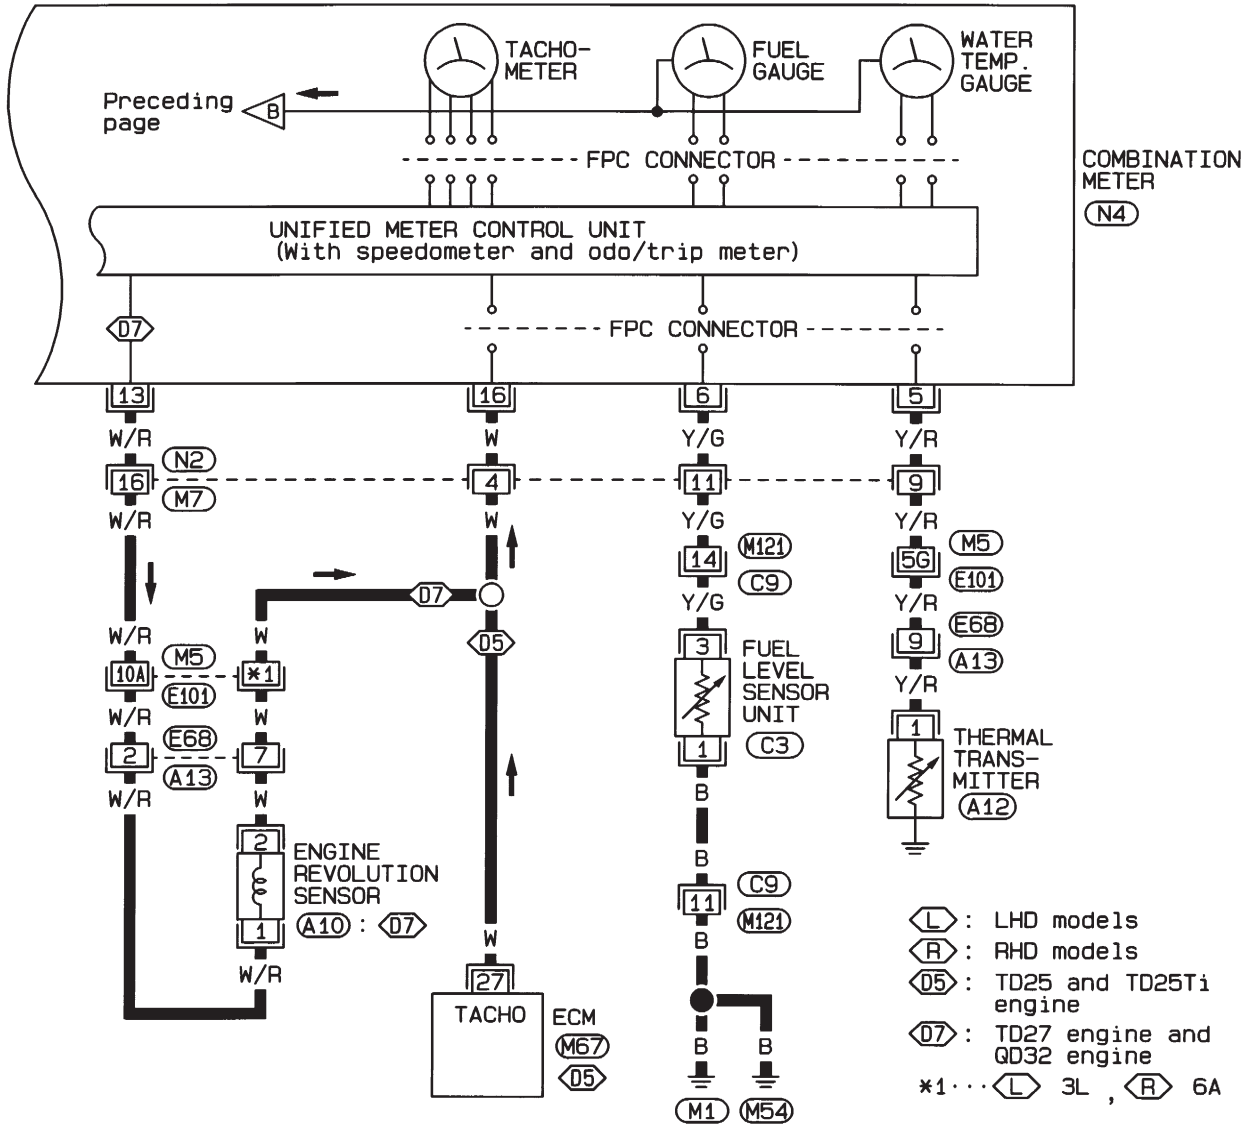 TACHO-
METER
FUEL
GAUGE
WATER
TEMP.
GAUGE
Preceding
page
B
FPC CONNECTOR
COMBINATION
METER
N4
UNIFIED METER CONTROL UNIT
(With speedometer and odo/trip meter)
D7
FPC CONNECTOR
13
16
6
5
W/R
W
Y/G
Y/R
N2
16
4
11
9
M7
W/R
W
Y/G
Y/R
M121
M5
14
5G
C9
E101
D7
Y/G
Y/R
W/R
W
D5
3
FUEL
LEVEL
SENSOR
UNIT
E68
9
A13
M5
10A
*1
E101
Y/R
W/R
W
1
E68
2
7
A13
1
C3
THERMAL
TRANS-
MITTER
A12
W/R
W
B
2
ENGINE
REVOLUTION
SENSOR
A10 : D7
1
B
C9
11
M121
W/R
W
B
27
TACHO
ECM
M67
D5
B
B
M1
M54
L : LHD models
R : RHD models
D5 : TD25 and TD25Ti
engine
D7 : TD27 engine and
QD32 engine
*1··· L 3L , R 6A